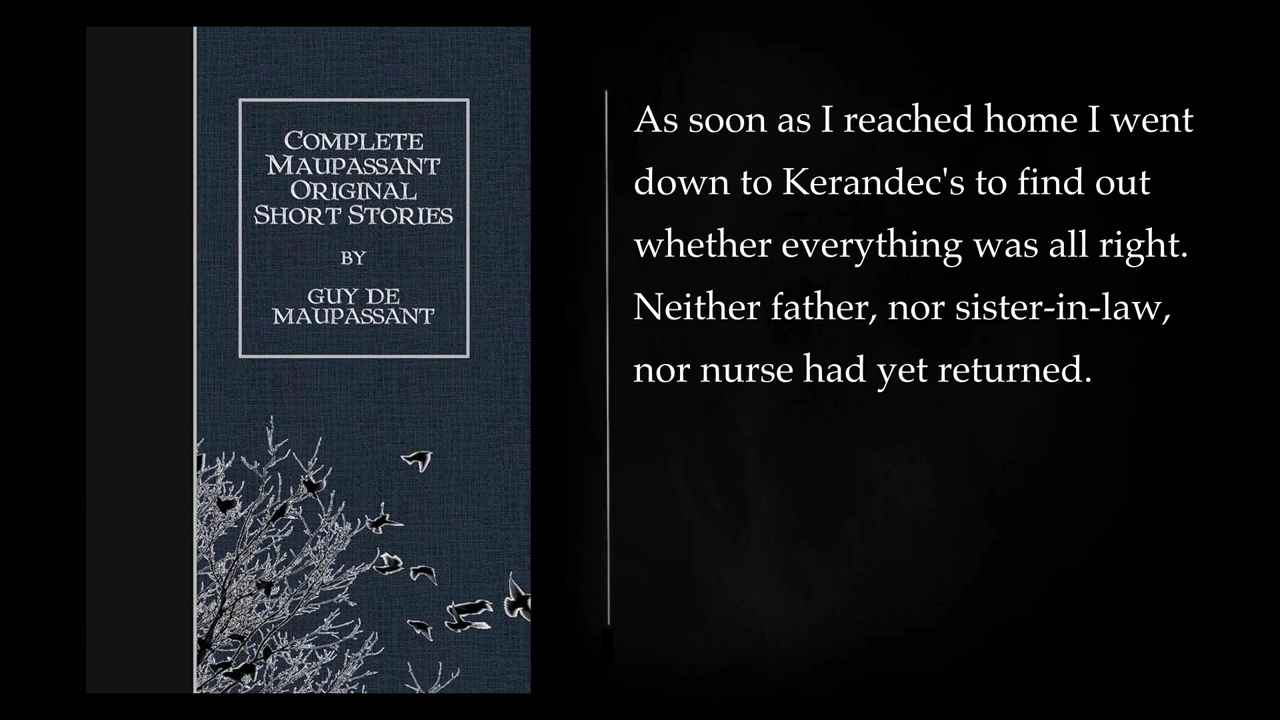 COMPLETE
MAUPASSANT
ORIGINAL
SHORT STORIES
BY
GUY DE
MAUPASSANT
As soon as I reached home I went
down to Kerandec's to find out
whether everything was all right.
Neither father, nor sister-in-law,
nor nurse had yet returned.